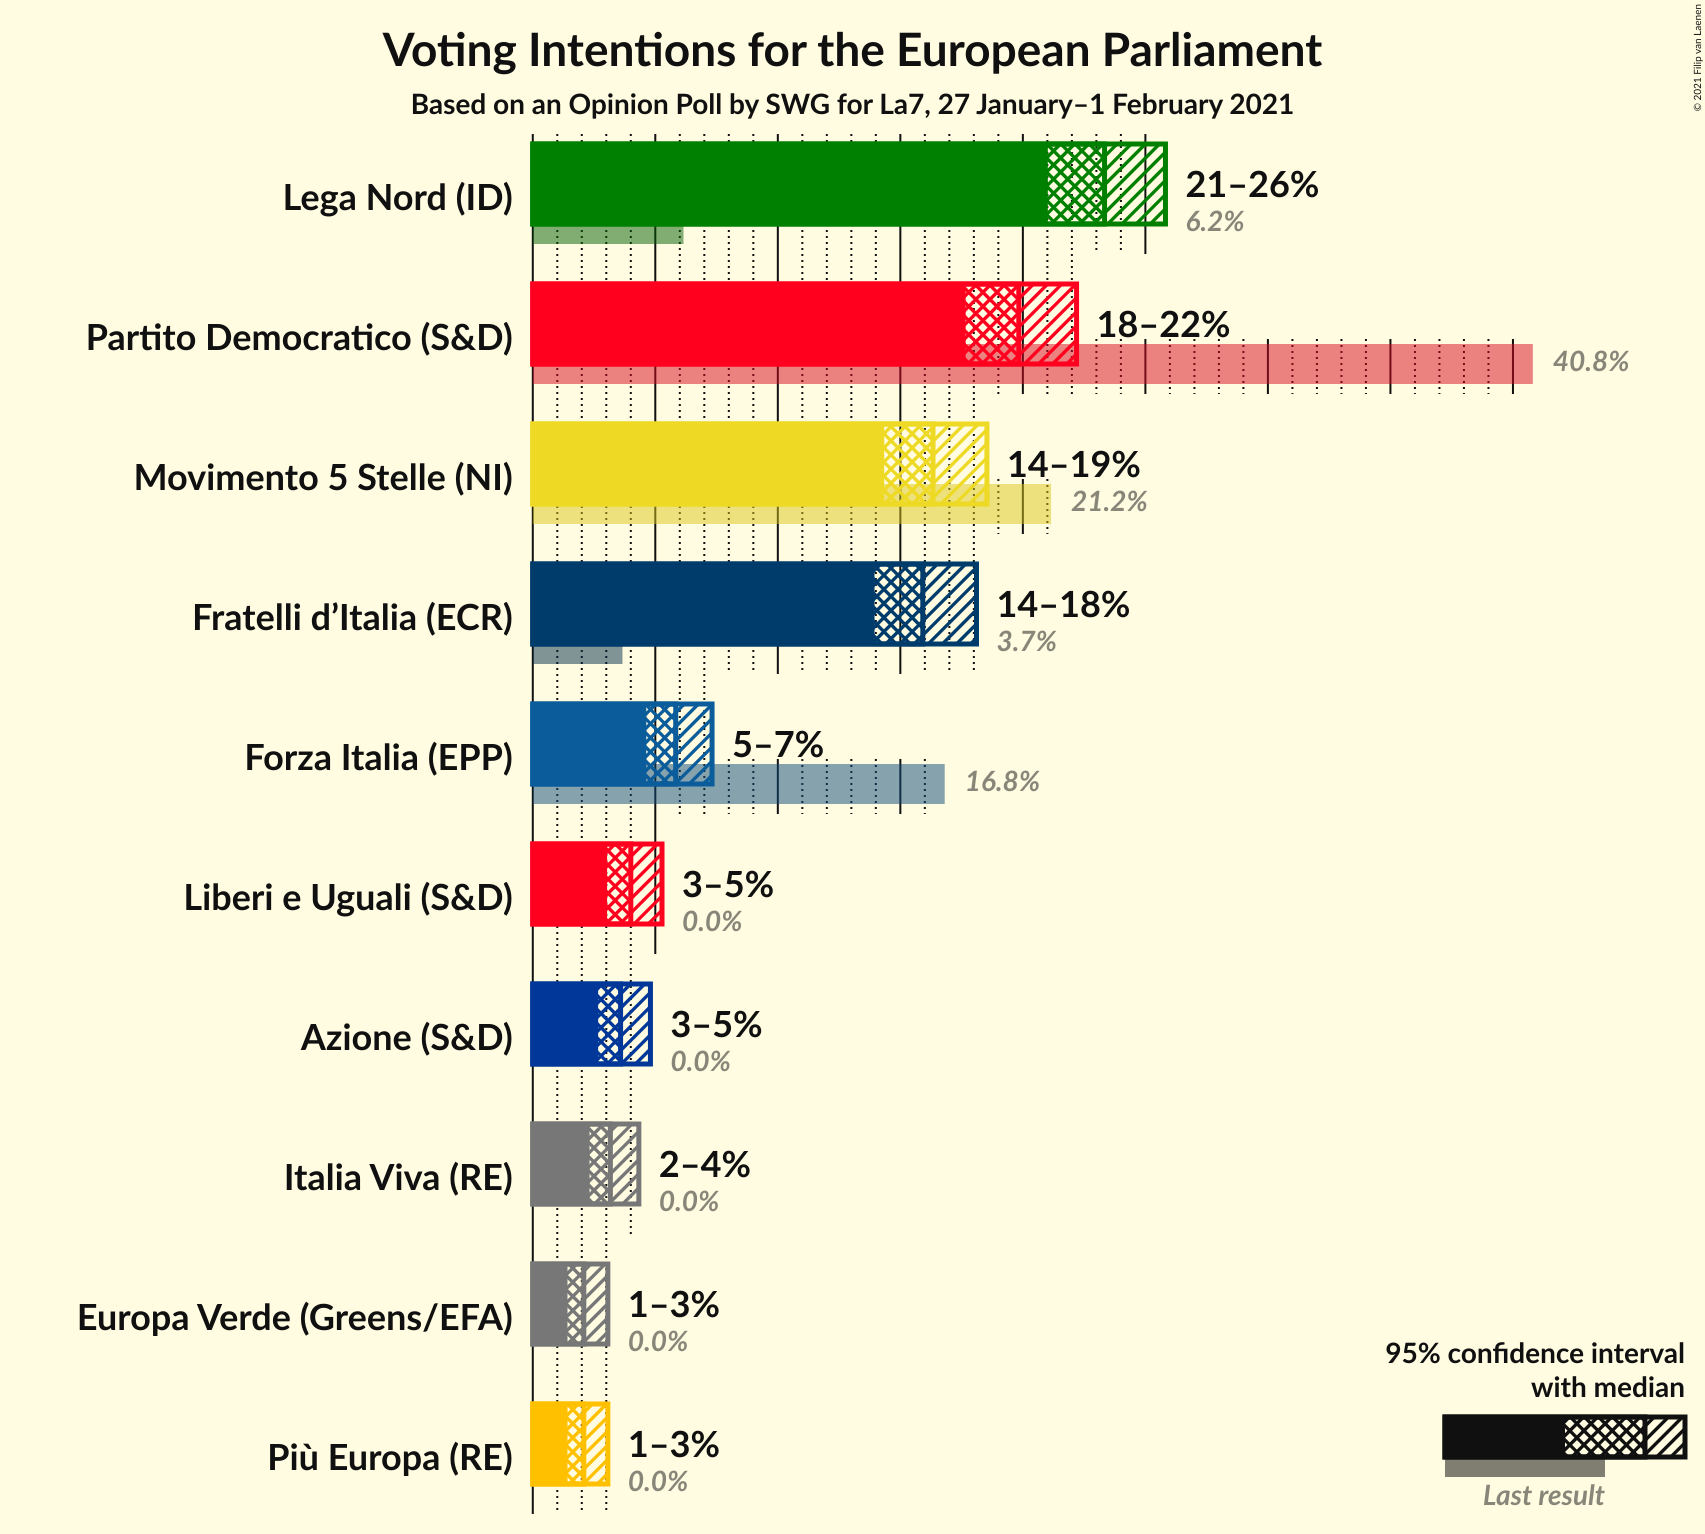 Voting Intentions for the European Parliament
Based on an Opinion Poll by SWG for La7, 27 January–1 February 2021
© 2021 Filip van Laenen
Lega Nord (ID)
21–26%
6.2%
Partito Democratico (S&D)
18–22%
40.8%
Movimento 5 Stelle (NI)
14–19%
21.2%
Fratelli d’Italia (ECR)
14–18%
3.7%
Forza Italia (EPP)
5–7%
16.8%
Liberi e Uguali (S&D)
3–5%
0.0%
Azione (S&D)
3–5%
0.0%
Italia Viva (RE)
2–4%
0.0%
Europa Verde (Greens/EFA)
1–3%
0.0%
Più Europa (RE)
1–3%
0.0%
95% confidence interval
with median
Last result